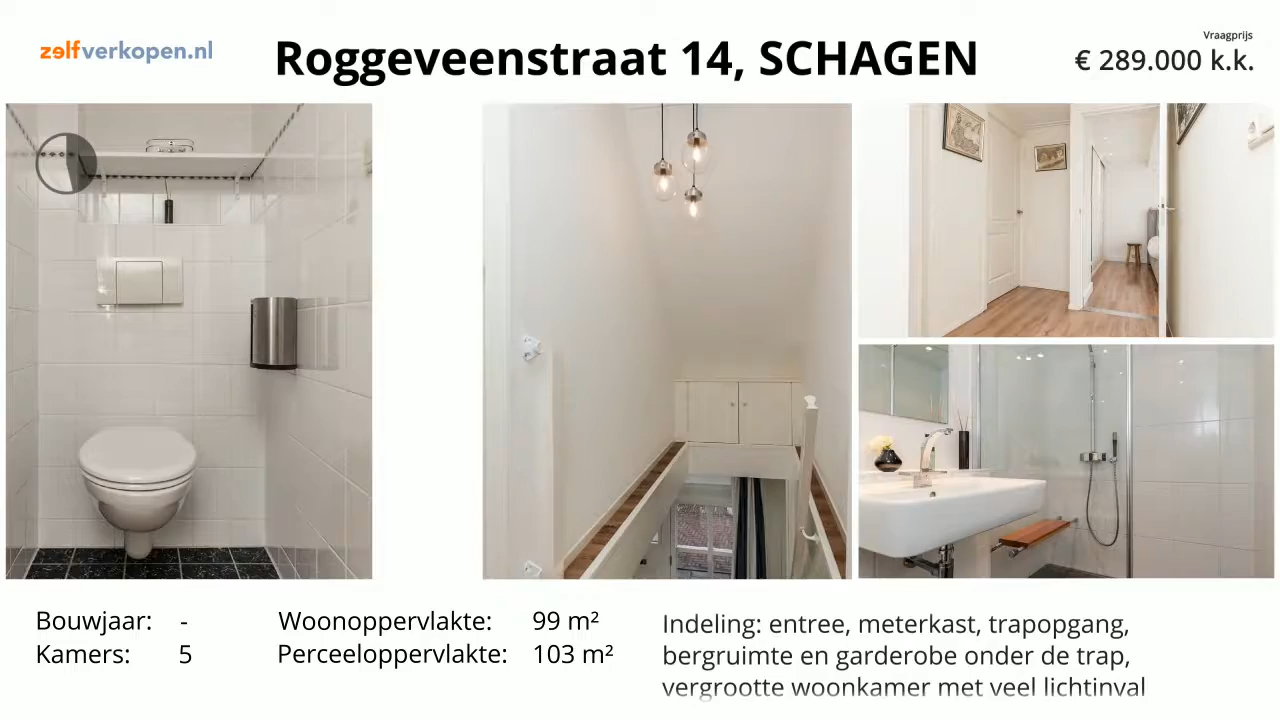 zelfverkopen.nl
Roggeveenstraat 14, SCHAGEN
Vraagprijs
€ 289.000 k.k.
Bouwjaar: -
Kamers: 5
Woonoppervlakte: 99 m²
Perceeloppervlakte: 103 m²
Indeling: entree, meterkast, trapopgang,
bergruimte en garderobe onder de trap,
vergrootte woonkamer met veel lichtinval